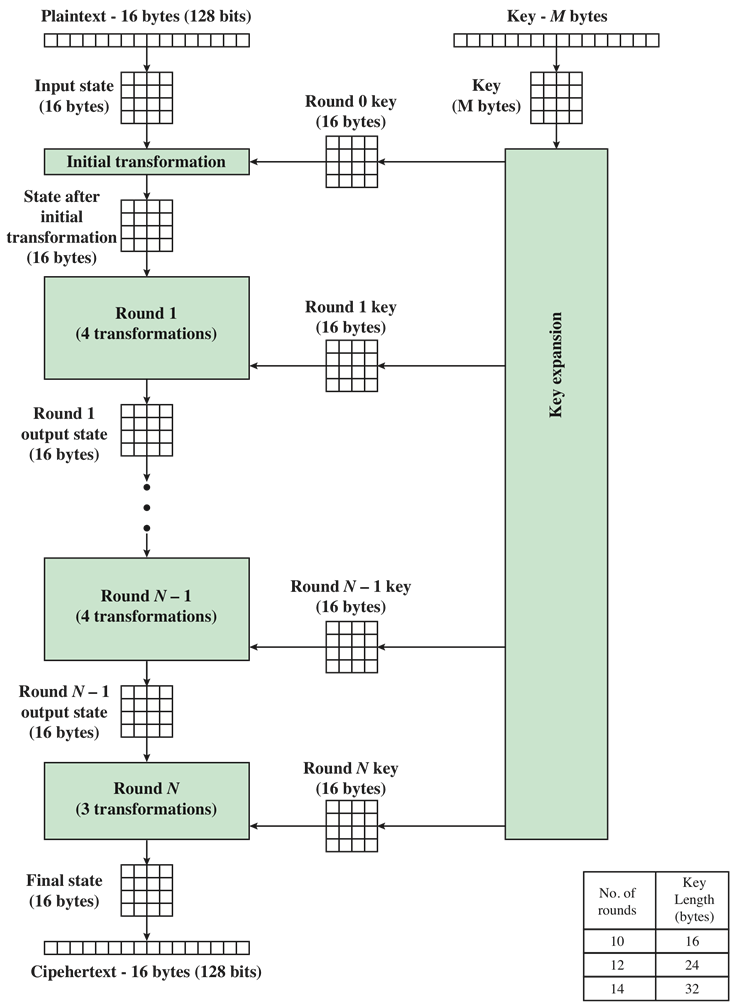 Plaintext - 16 bytes (128 bits)
Key - M bytes
Input state
(16 bytes)
Key
(M bytes)
Round 0 key
(16 bytes)
Initial transformation
State after
initial
transformation
(16 bytes)
Round 1
(4 transformations)
Round 1 key
(16 bytes)
Key expansion
Round 1
output state
(16 bytes)
Round N – 1
(4 transformations)
Round N – 1 key
(16 bytes)
Round N – 1
output state
(16 bytes)
Round N
(3 transformations)
Round N key
(16 bytes)
Final state
(16 bytes)
Cipehertext - 16 bytes (128 bits)
No. of
rounds
Key
Length
(bytes)
10 16
12 24
14 32